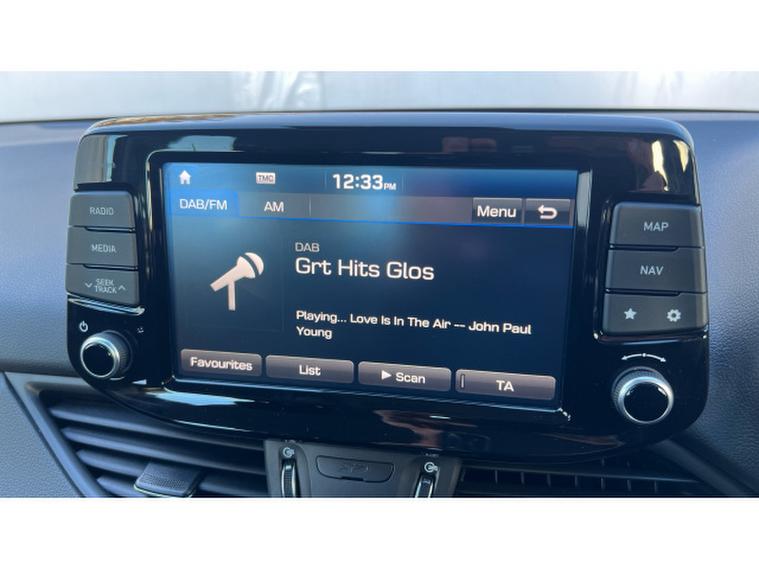 TMC
12:33PM
DAB/FM
AM
Menu
RADIO
MEDIA
SEEK
TRACK
MAP
NAV
DAB
Grt Hits Glos
Playing... Love Is In The Air -- John Paul
Young
Favourites
List
Scan
TA